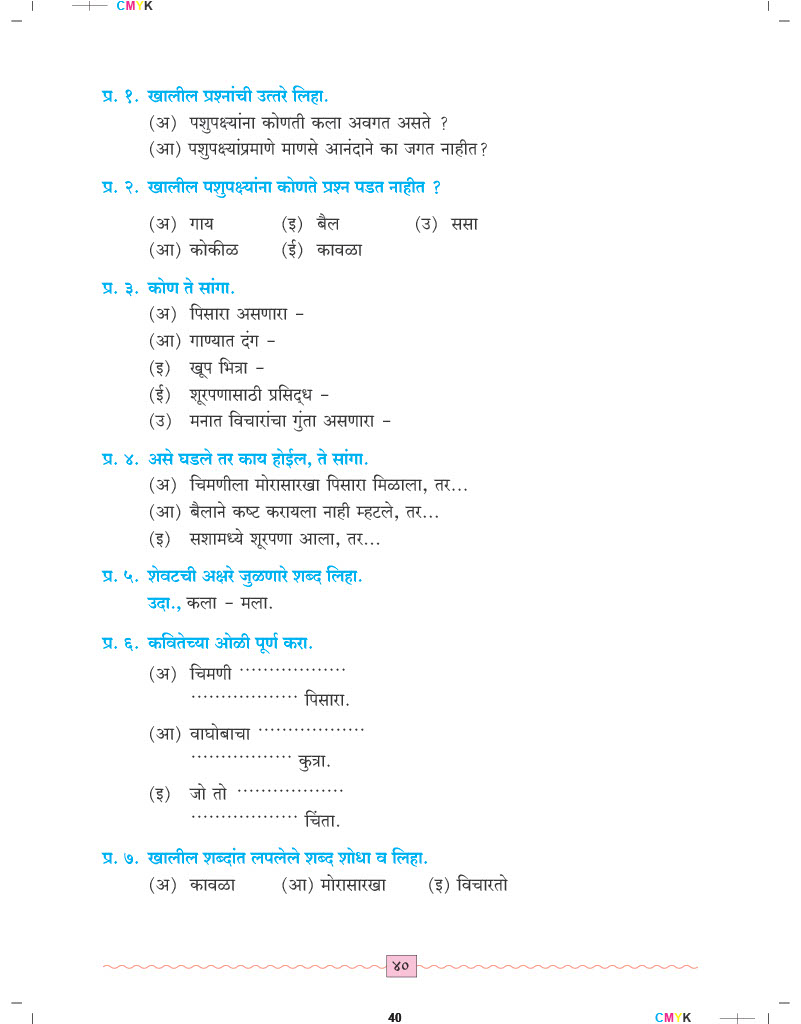 CMYK
प्र. १. खालील प्रश्नांची उत्तरे लिहा.
(अ) पशुपक्ष्यांना कोणती कला अवगत असते ?
(आ) पशुपक्ष्यांप्रमाणे माणसे आनंदाने का जगत नाहीत?
प्र. २. खालील पशुपक्ष्यांना कोणते प्रश्न पडत नाहीत ?
(अ) गाय (इ) बैल (उ) ससा
(आ) कोकीळ (ई) कावळा
प्र. ३. कोण ते सांगा.
(अ) पिसारा असणारा –
(आ) गाण्यात दंग –
(इ) खूप भित्रा –
(ई) शूरपणासाठी प्रसिद्ध –
(उ) मनात विचारांचा गुंता असणारा –
प्र. ४. असे घडले तर काय होईल, ते सांगा.
(अ) चिमणीला मोरासारखा पिसारा मिळाला, तर...
(आ) बैलाने कष्ट करायला नाही म्हटले, तर...
(इ) सशामध्ये शूरपणा आला, तर...
प्र. ५. शेवटची अक्षरे जुळणारे शब्द लिहा.
उदा., कला – मला.
प्र. ६. कवितेच्या ओळी पूर्ण करा.
(अ) चिमणी ..................
.................. पिसारा.
(आ) वाघोबाचा ..................
................. कुत्रा.
(इ) जो तो ..................
.................. चिंता.
प्र. ७. खालील शब्दांत लपलेले शब्द शोधा व लिहा.
(अ) कावळा (आ) मोरासारखा (इ) विचारतो
४०
40 CMYK